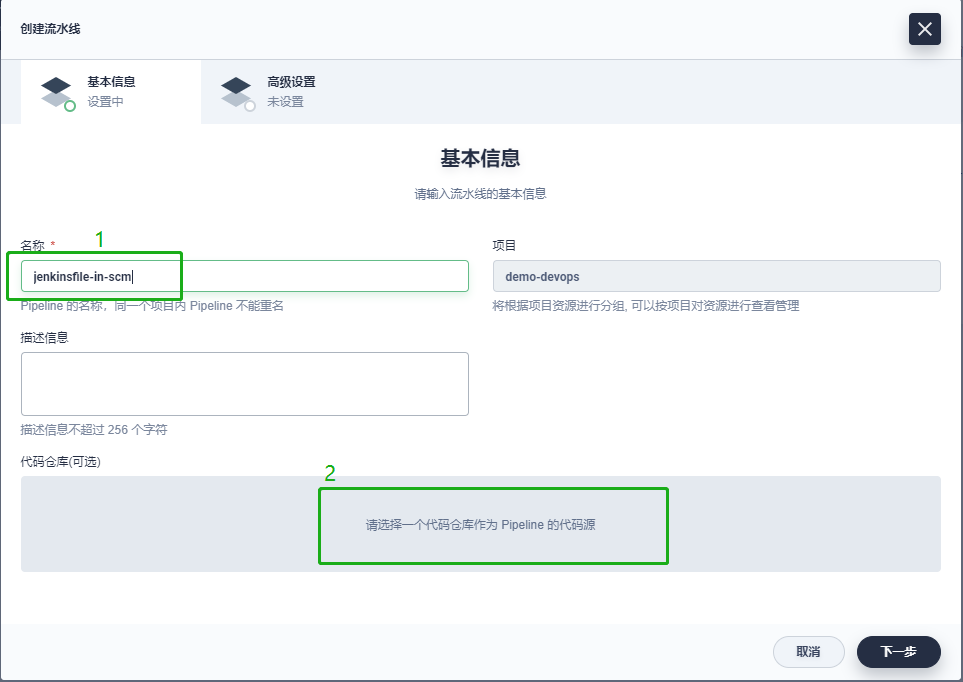 创建流水线
基本信息
设置中
高级设置
未设置
基本信息
请输入流水线的基本信息
1
名称 *
jenkinsfile-in-scm
Pipeline 的名称，同一个项目内 Pipeline 不能重名
项目
demo-devops
将根据项目资源进行分组, 可以按项目对资源进行查看管理
描述信息
描述信息不超过 256 个字符
代码仓库(可选)
2
请选择一个代码仓库作为 Pipeline 的代码源
取消
下一步